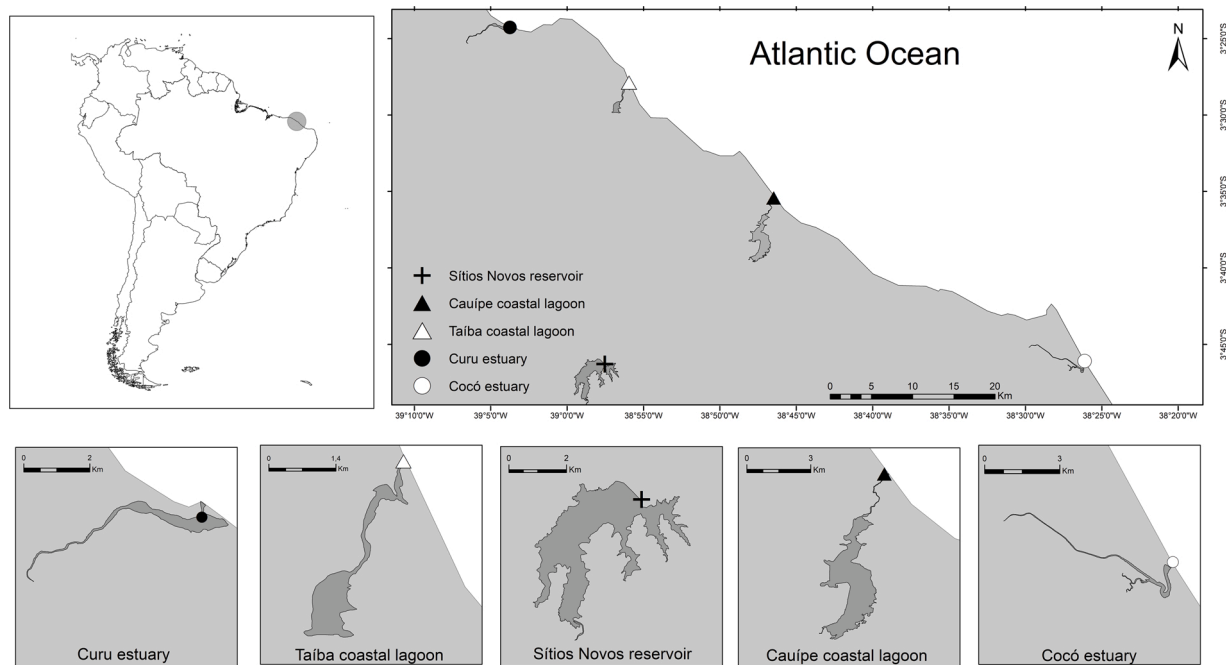 Atlantic Ocean
N
3°25'0"S
3°30'0"S
3°35'0"S
3°40'0"S
3°45'0"S
Sítios Novos reservoir
Cauípe coastal lagoon
Taíba coastal lagoon
Curu estuary
Cocó estuary
0 5 10 15 20
Km
39°10'0"W 39°5'0"W 39°0'0"W 38°55'0"W 38°50'0"W 38°45'0"W 38°40'0"W 38°35'0"W 38°30'0"W 38°25'0"W 38°20'0"W
0 2
Km
Curu estuary
0 1,4
Km
Taíba coastal lagoon
0 2
Km
Sítios Novos reservoir
0 3
Km
Cauípe coastal lagoon
0 3
Km
Cocó estuary